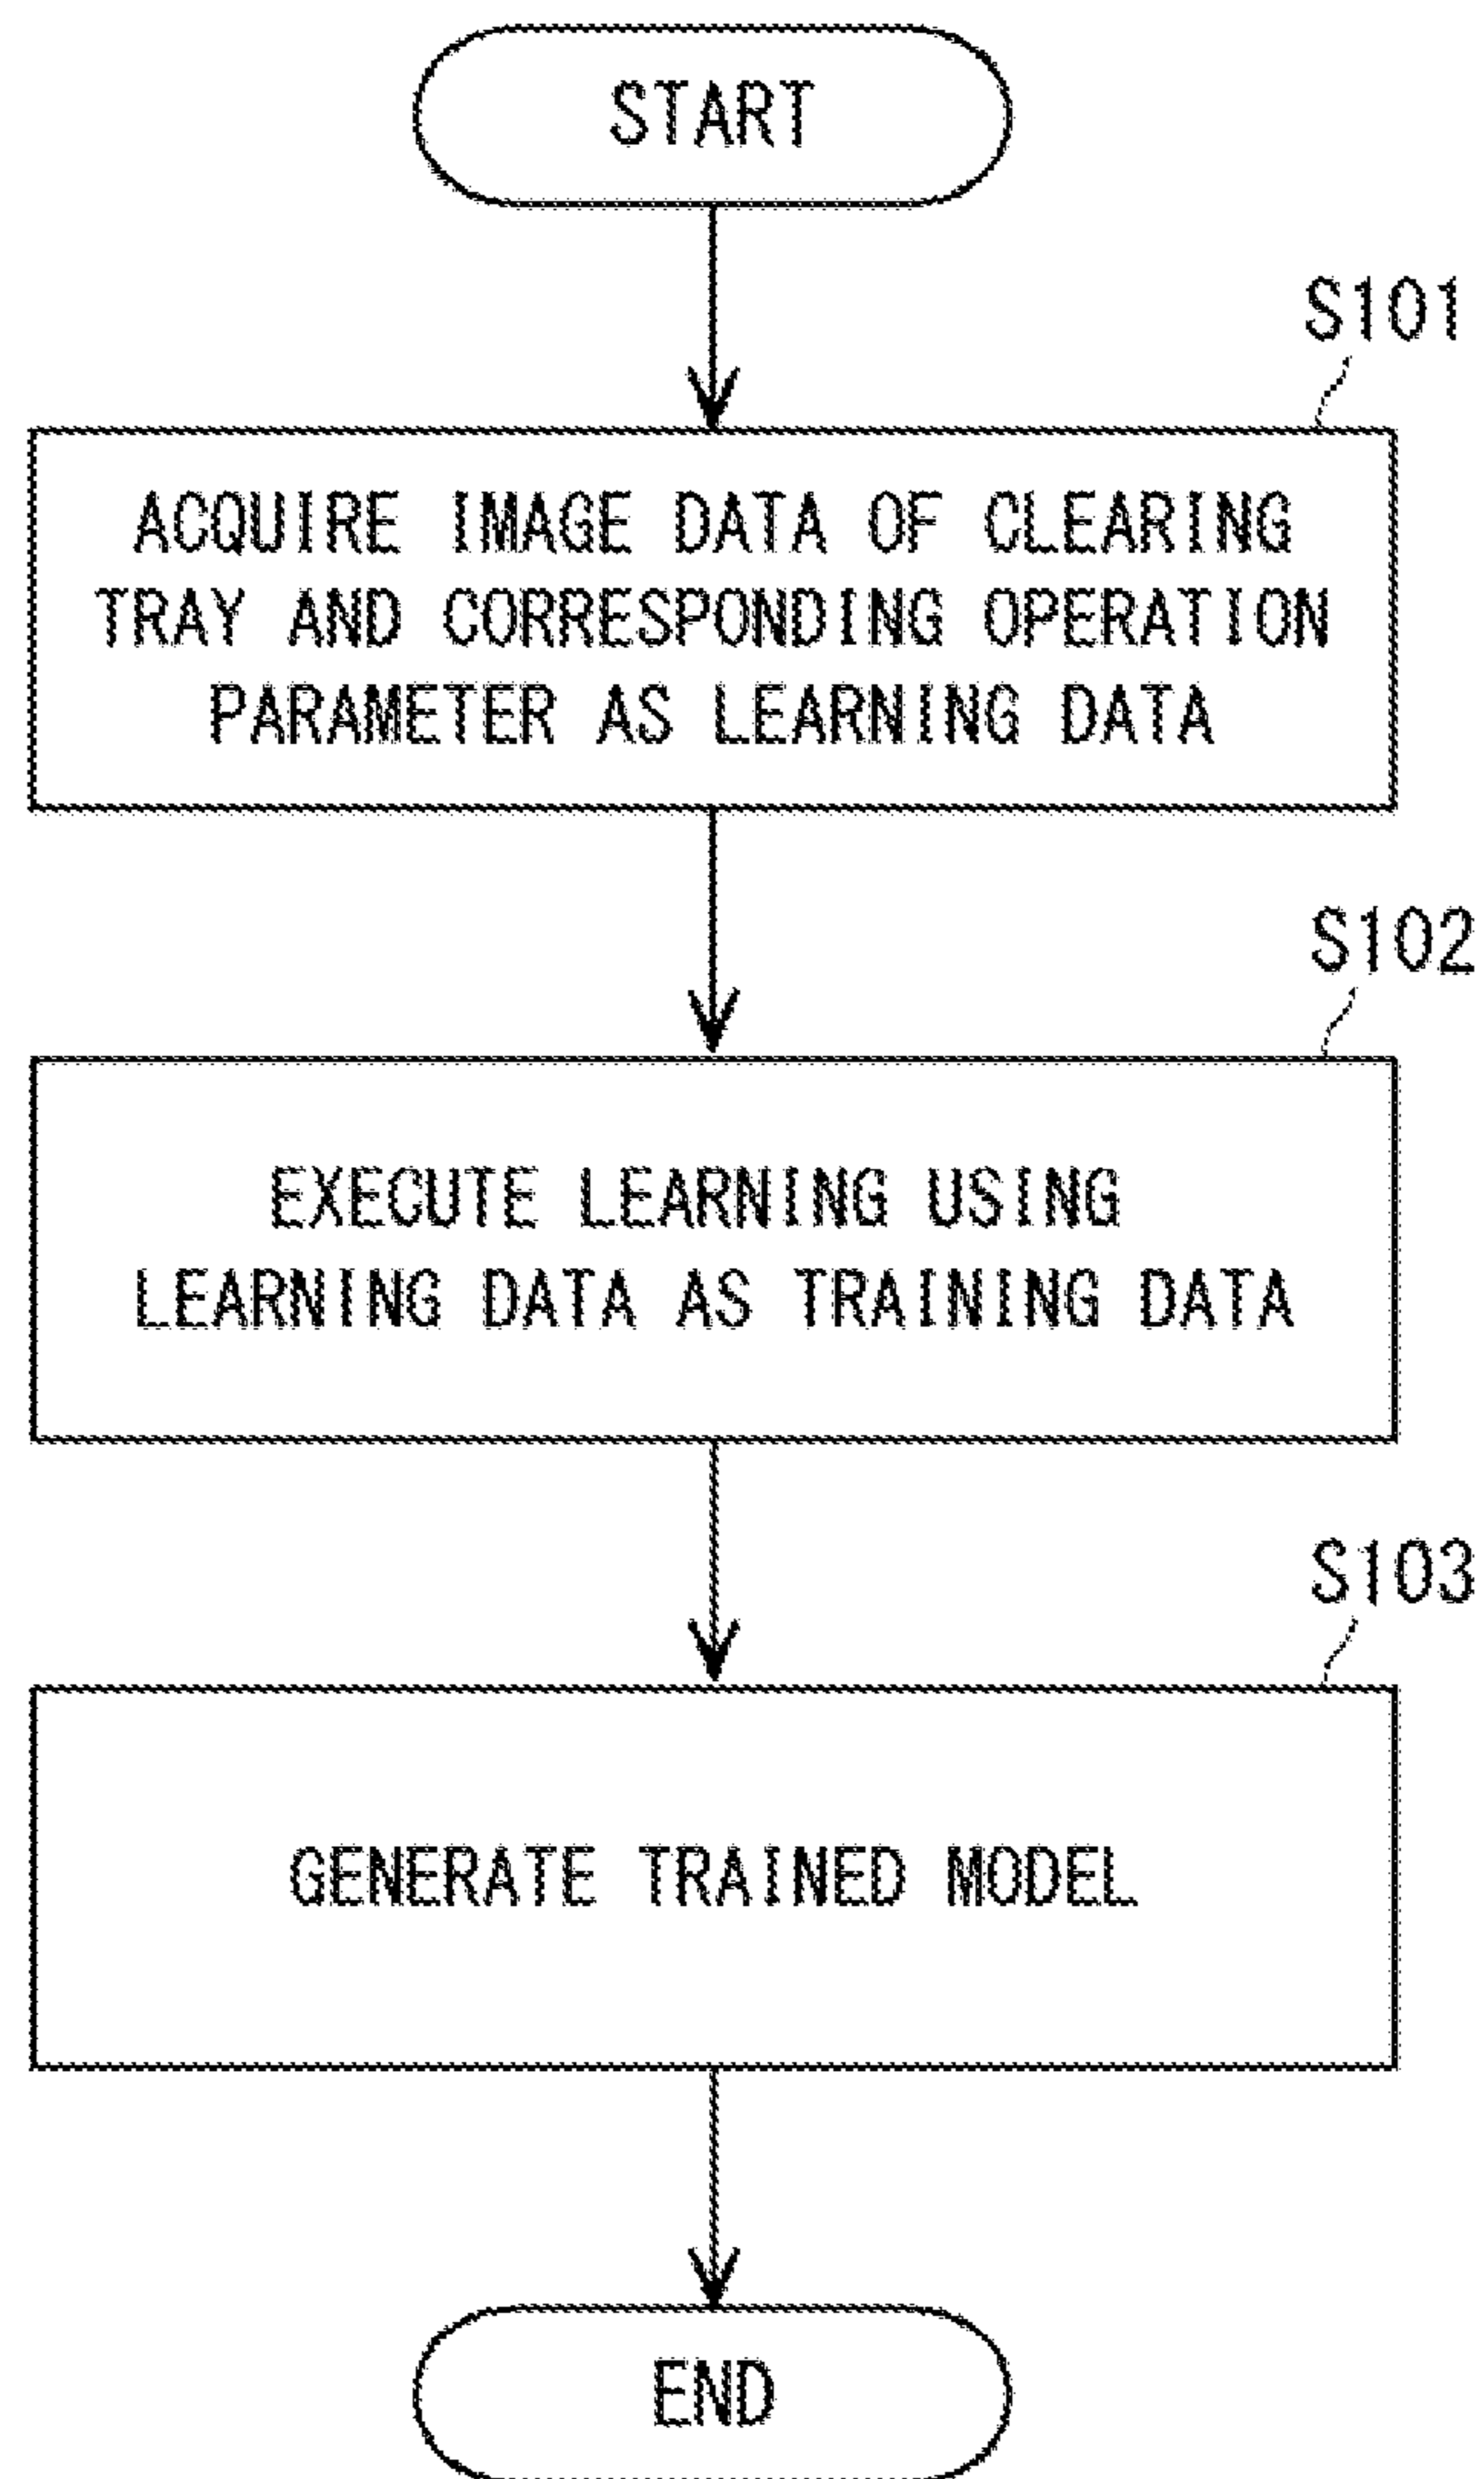 START
S101
ACQUIRE IMAGE DATA OF CLEARING
TRAY AND CORRESPONDING OPERATION
PARAMETER AS LEARNING DATA
S102
EXECUTE LEARNING USING
LEARNING DATA AS TRAINING DATA
S103
GENERATE TRAINED MODEL
END